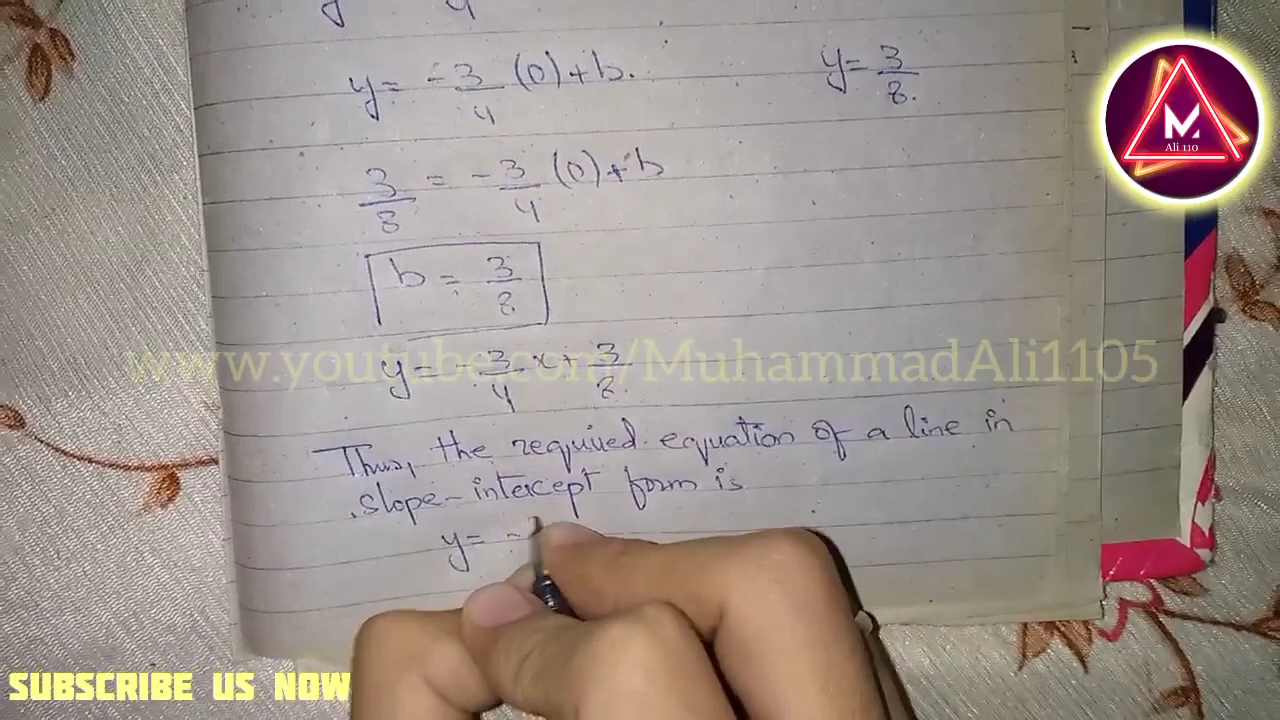 y = -3/4 (0) + b.
y = 3/8.
3/8 = -3/4 (0) + b
b = 3/8
y = -3/4 x + 3/8
Thus, the required equation of a line in
slope-intercept form is
y = -
M
Ali 110
www.youtube.com/MuhammadAli1105
SUBSCRIBE US NOW